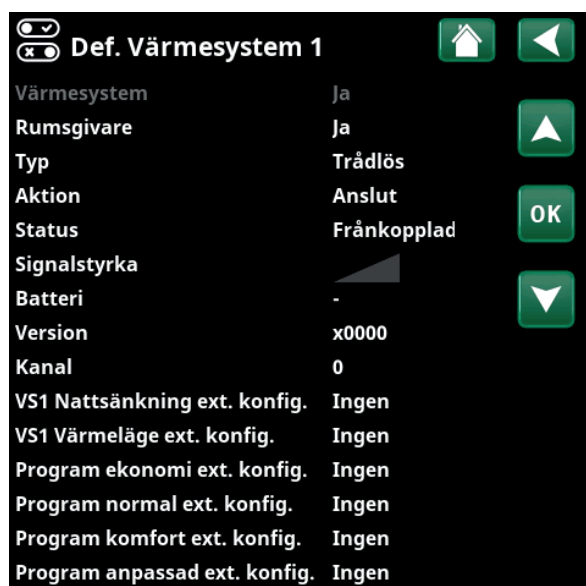 Def. Värmesystem 1
Värmesystem Ja
Rumsgivare Ja
Typ Trådlös
Aktion Anslut
OK
Status Frånkopplad
Signalstyrka
Batteri -
Version x0000
Kanal 0
VS1 Nattsänkning ext. konfig. Ingen
VS1 Värmeläge ext. konfig. Ingen
Program ekonomi ext. konfig. Ingen
Program normal ext. konfig. Ingen
Program komfort ext. konfig. Ingen
Program anpassad ext. konfig. Ingen